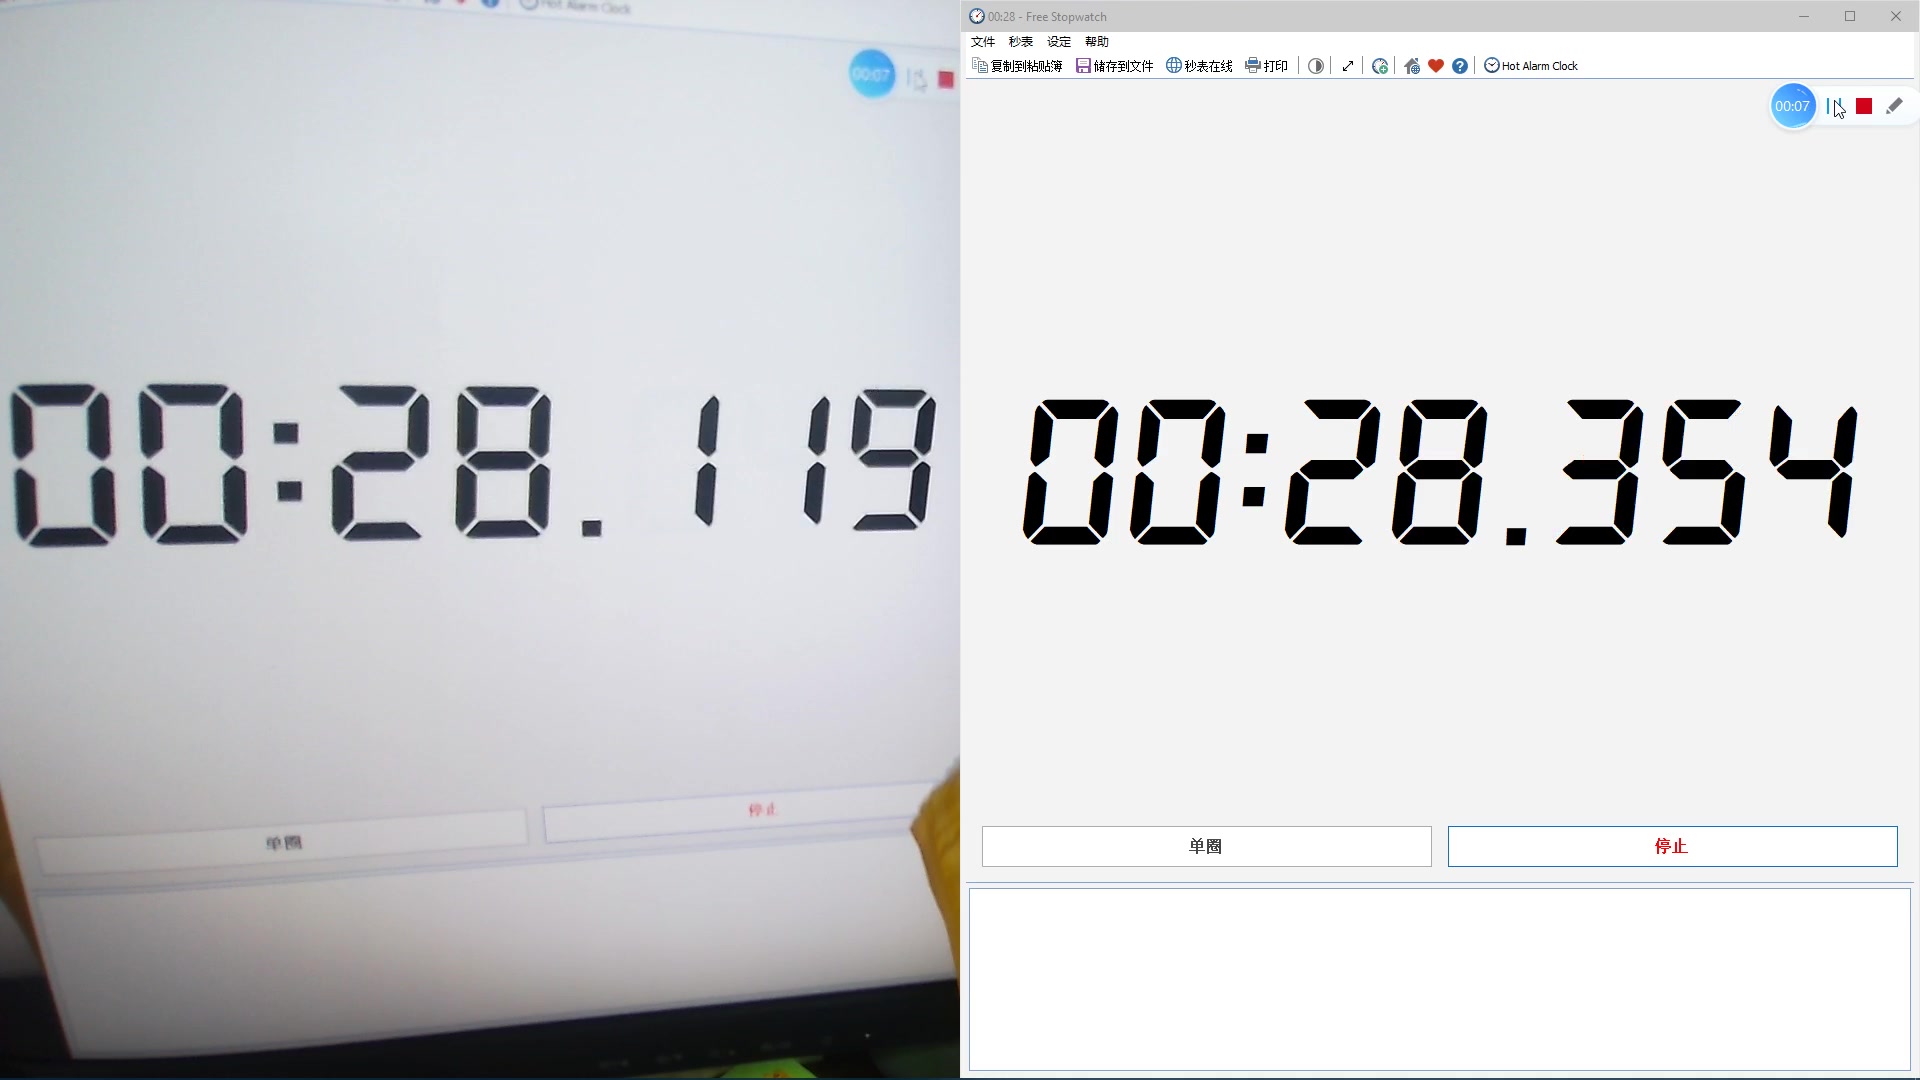 Hot Alarm Clock
00:07
00:28.119
单圈
停止
00:28 - Free Stopwatch
文件 秒表 设定 帮助
复制到粘贴簿 储存到文件 秒表在线 打印 Hot Alarm Clock
00:07
00:28.354
单圈
停止